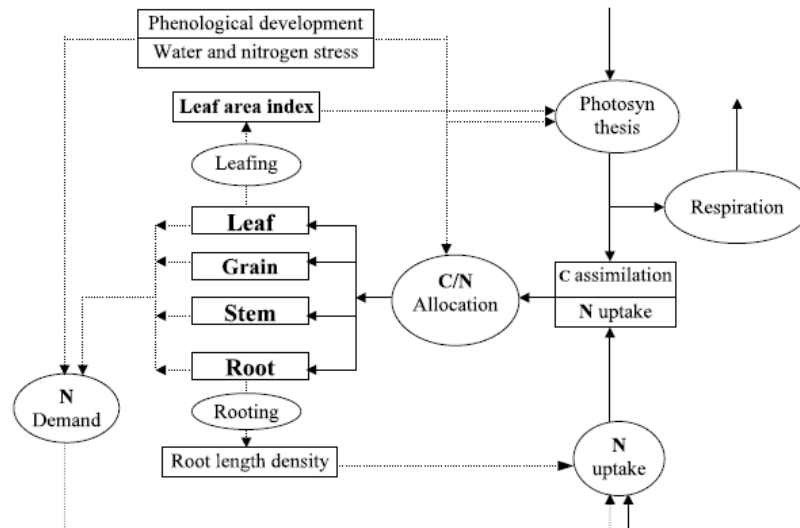 Phenological development
Water and nitrogen stress
Leaf area index
Photosyn
thesis
Leafing
Respiration
Leaf
Grain
Stem
Root
C/N
Allocation
C assimilation
N uptake
N
Demand
Rooting
Root length density
N
uptake